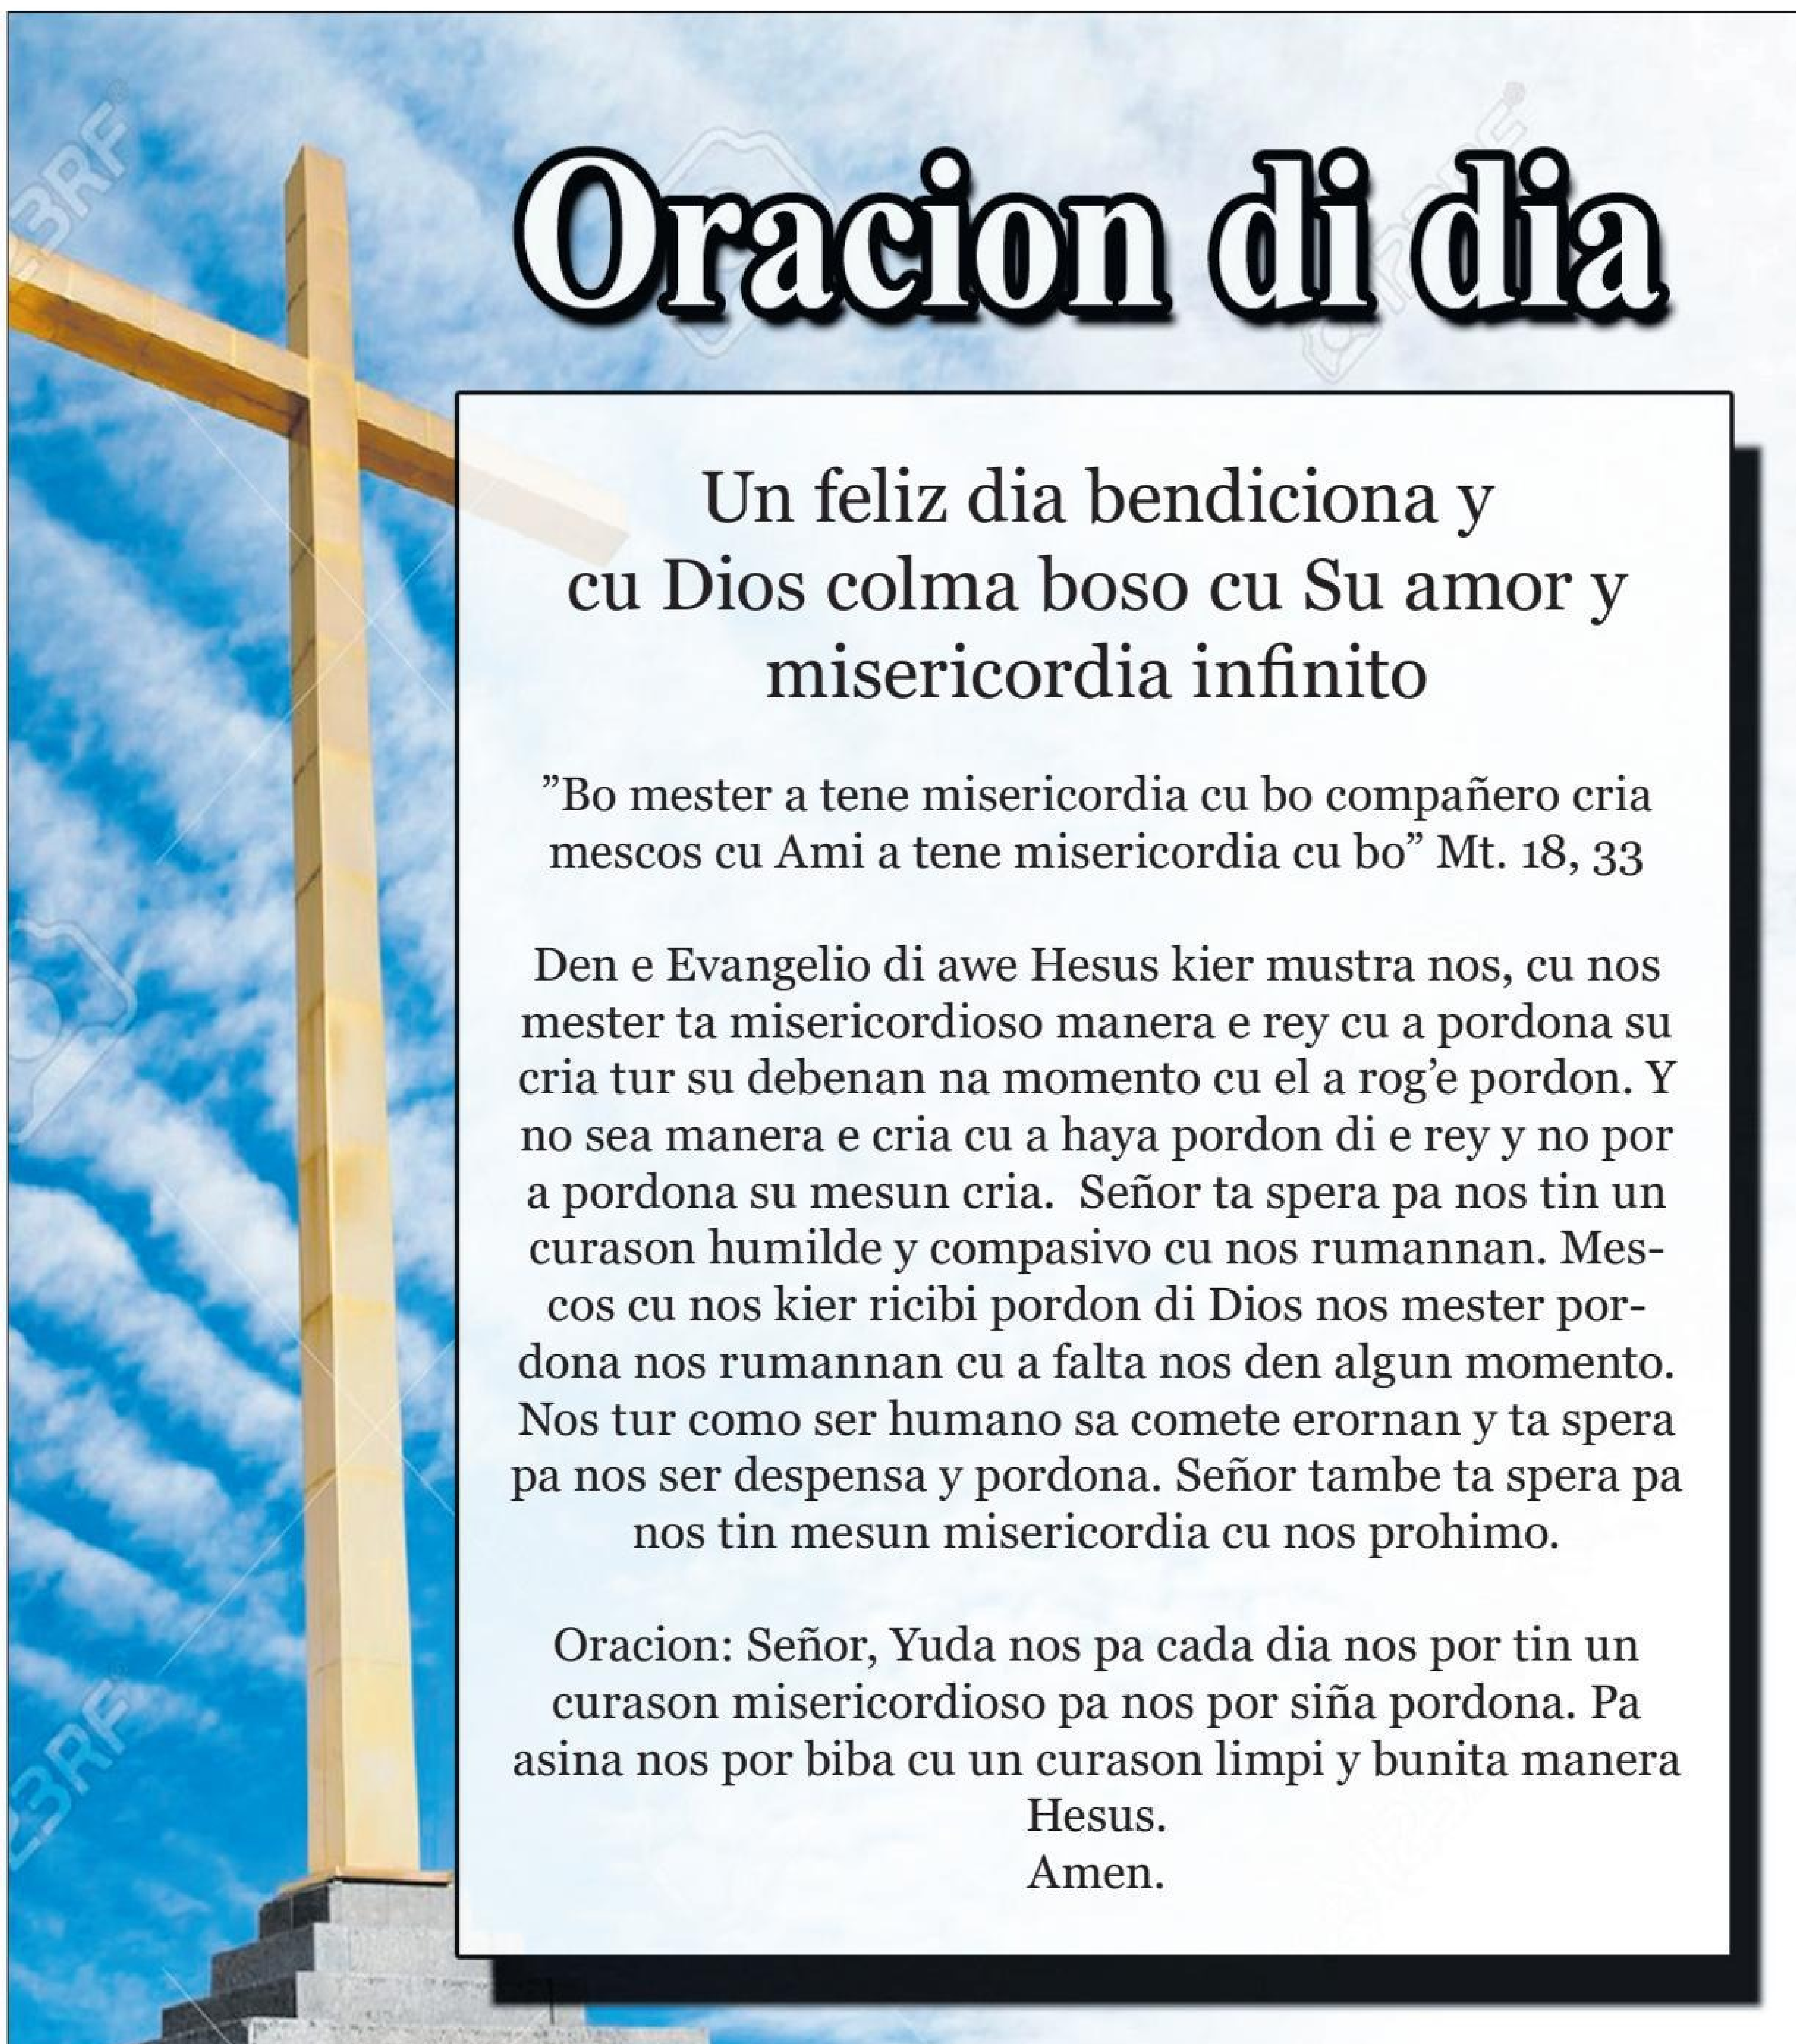 Oracion di dia
Un feliz dia bendiciona y
cu Dios colma boso cu Su amor y
misericordia infinito
”Bo mester a tene misericordia cu bo compañero cria
mescos cu Ami a tene misericordia cu bo” Mt. 18, 33
Den e Evangelio di awe Hesus kier mustra nos, cu nos
mester ta misericordioso manera e rey cu a pordona su
cria tur su debenan na momento cu el a rog’e pordon. Y
no sea manera e cria cu a haya pordon di e rey y no por
a pordona su mesun cria.  Señor ta spera pa nos tin un
curason humilde y compasivo cu nos rumannan. Mes-
cos cu nos kier ricibi pordon di Dios nos mester por-
dona nos rumannan cu a falta nos den algun momento.
Nos tur como ser humano sa comete erornan y ta spera
pa nos ser despensa y pordona. Señor tambe ta spera pa
nos tin mesun misericordia cu nos prohimo.
Oracion: Señor, Yuda nos pa cada dia nos por tin un
curason misericordioso pa nos por siña pordona. Pa
asina nos por biba cu un curason limpi y bunita manera
Hesus.
Amen.